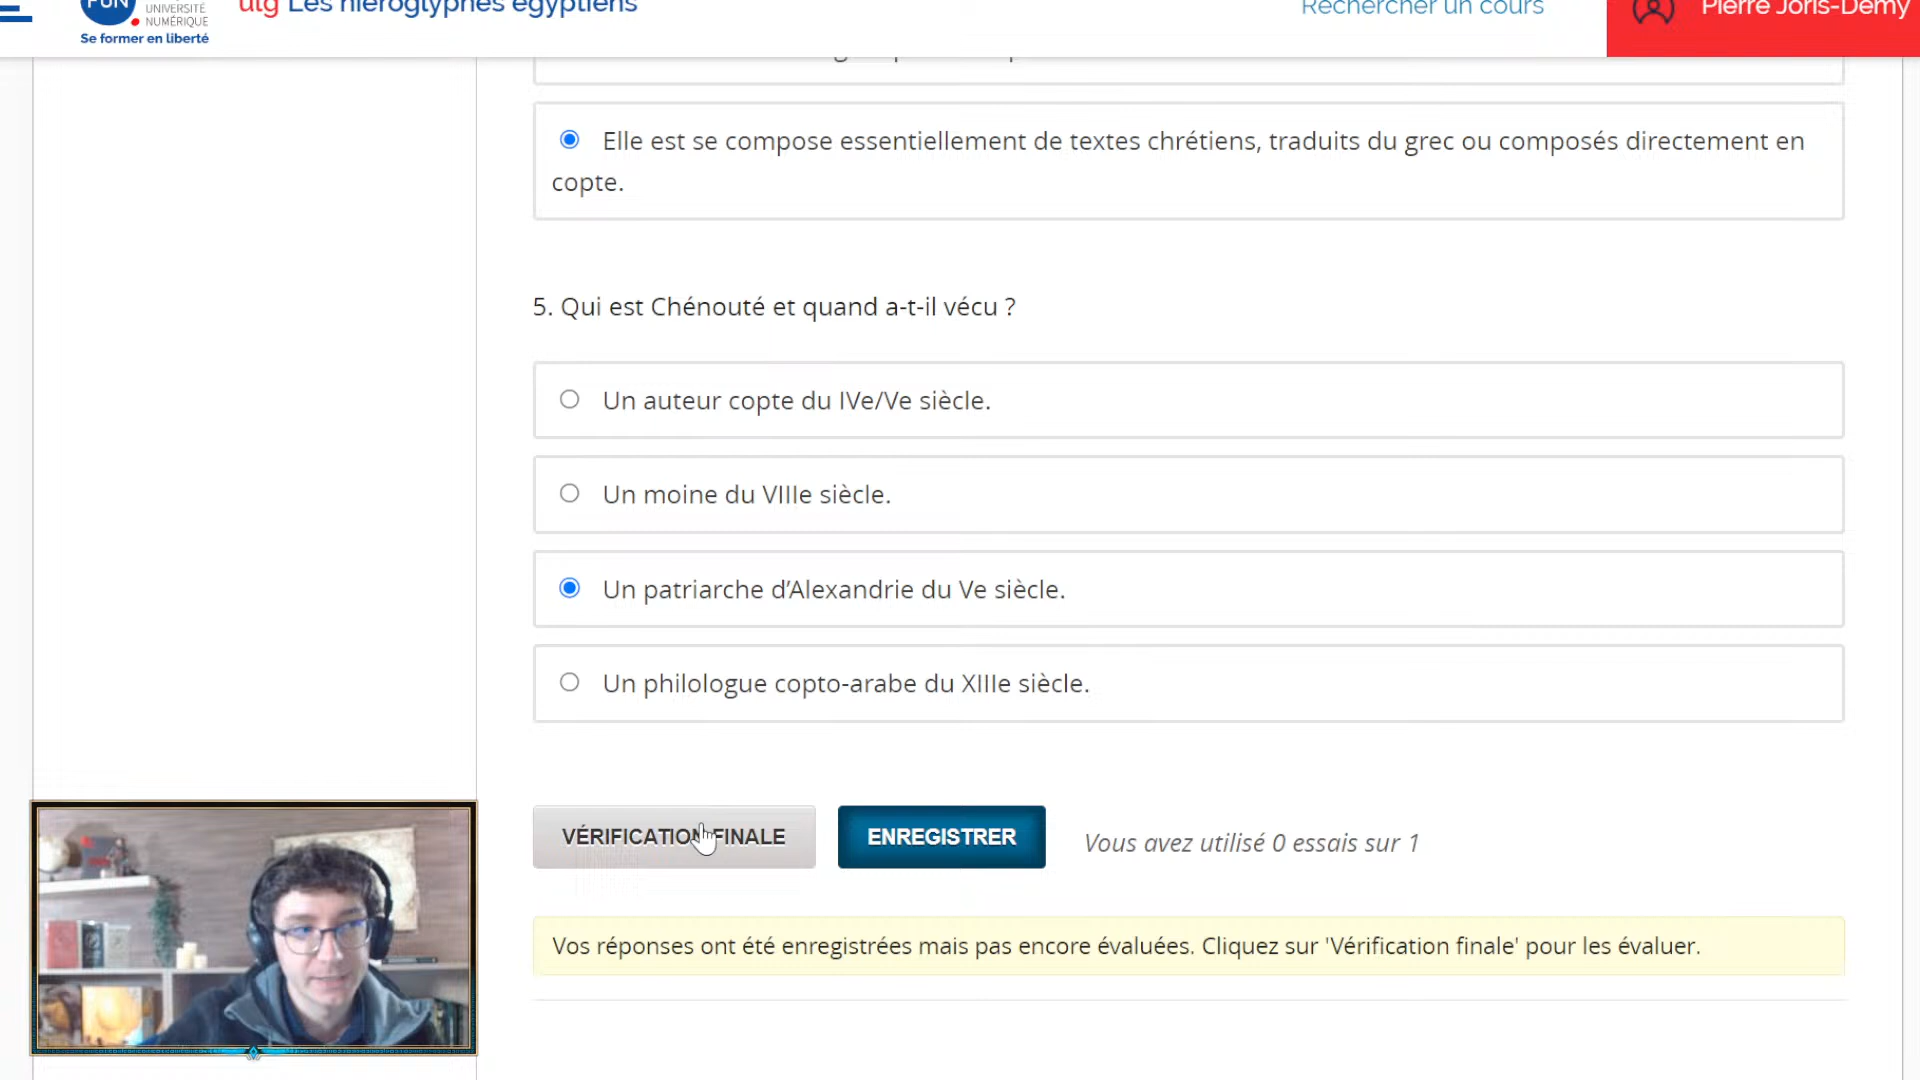 FUN
UNIVERSITÉ
NUMÉRIQUE
Se former en liberté
ulg Les hiéroglyphes égyptiens
Rechercher un cours
Pierre Joris-Demy
Elle est se compose essentiellement de textes chrétiens, traduits du grec ou composés directement en
copte.
5. Qui est Chénouté et quand a-t-il vécu ?
Un auteur copte du IVe/Ve siècle.
Un moine du VIIIe siècle.
Un patriarche d’Alexandrie du Ve siècle.
Un philologue copto-arabe du XIIIe siècle.
VÉRIFICATION FINALE
ENREGISTRER
Vous avez utilisé 0 essais sur 1
Vos réponses ont été enregistrées mais pas encore évaluées. Cliquez sur 'Vérification finale' pour les évaluer.